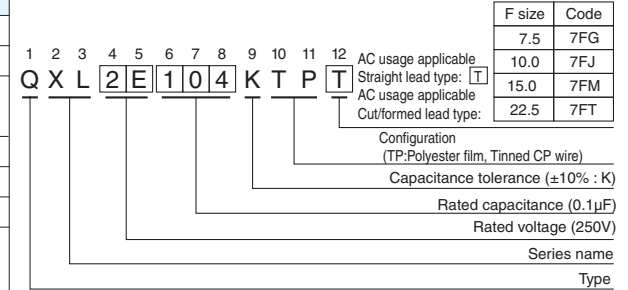 F size Code
7.5 7FG
10.0 7FJ
15.0 7FM
22.5 7FT
1 2 3 4 5 6 7 8 9 10 11 12
Q X L 2 E 1 0 4 K T P T
AC usage applicable
Straight lead type: T
AC usage applicable
Cut/formed lead type:
Configuration
(TP:Polyester film, Tinned CP wire)
Capacitance tolerance (±10% : K)
Rated capacitance (0.1µF)
Rated voltage (250V)
Series name
Type